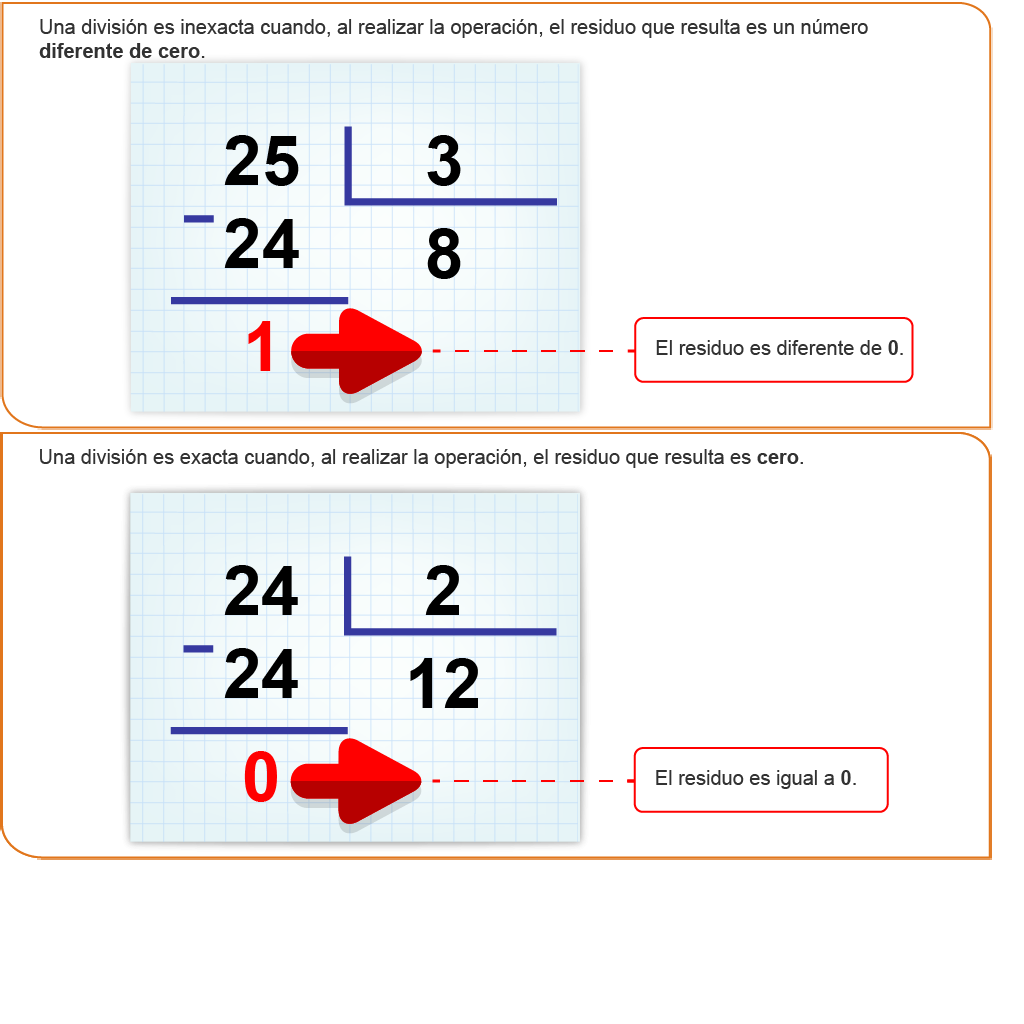 Una división es inexacta cuando, al realizar la operación, el residuo que resulta es un número
diferente de cero.
25 3
- 24 8
1
El residuo es diferente de 0.
Una división es exacta cuando, al realizar la operación, el residuo que resulta es cero.
24 2
- 24 12
0
El residuo es igual a 0.